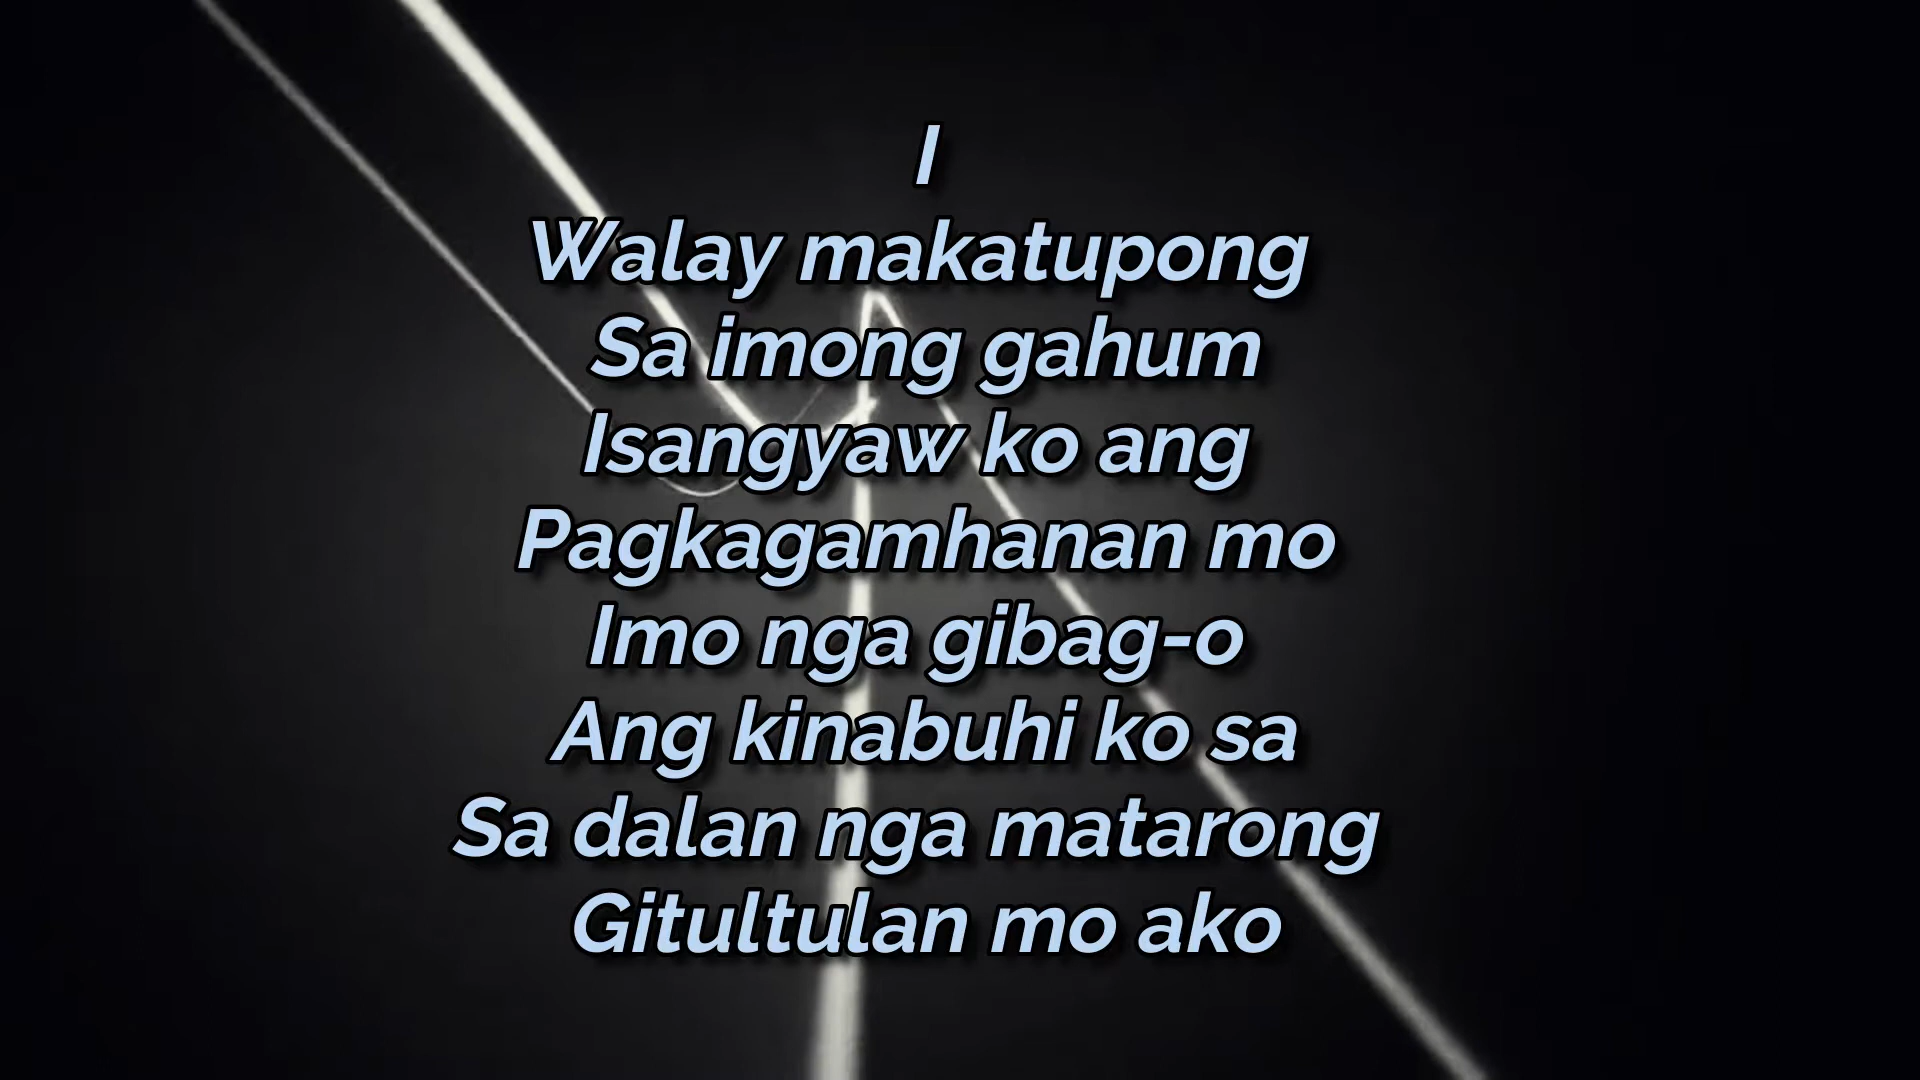 I
Walay makatupong
Sa imong gahum
Isangyaw ko ang
Pagkagamhanan mo
Imo nga gibag-o
Ang kinabuhi ko sa
Sa dalan nga matarong
Gitultulan mo ako